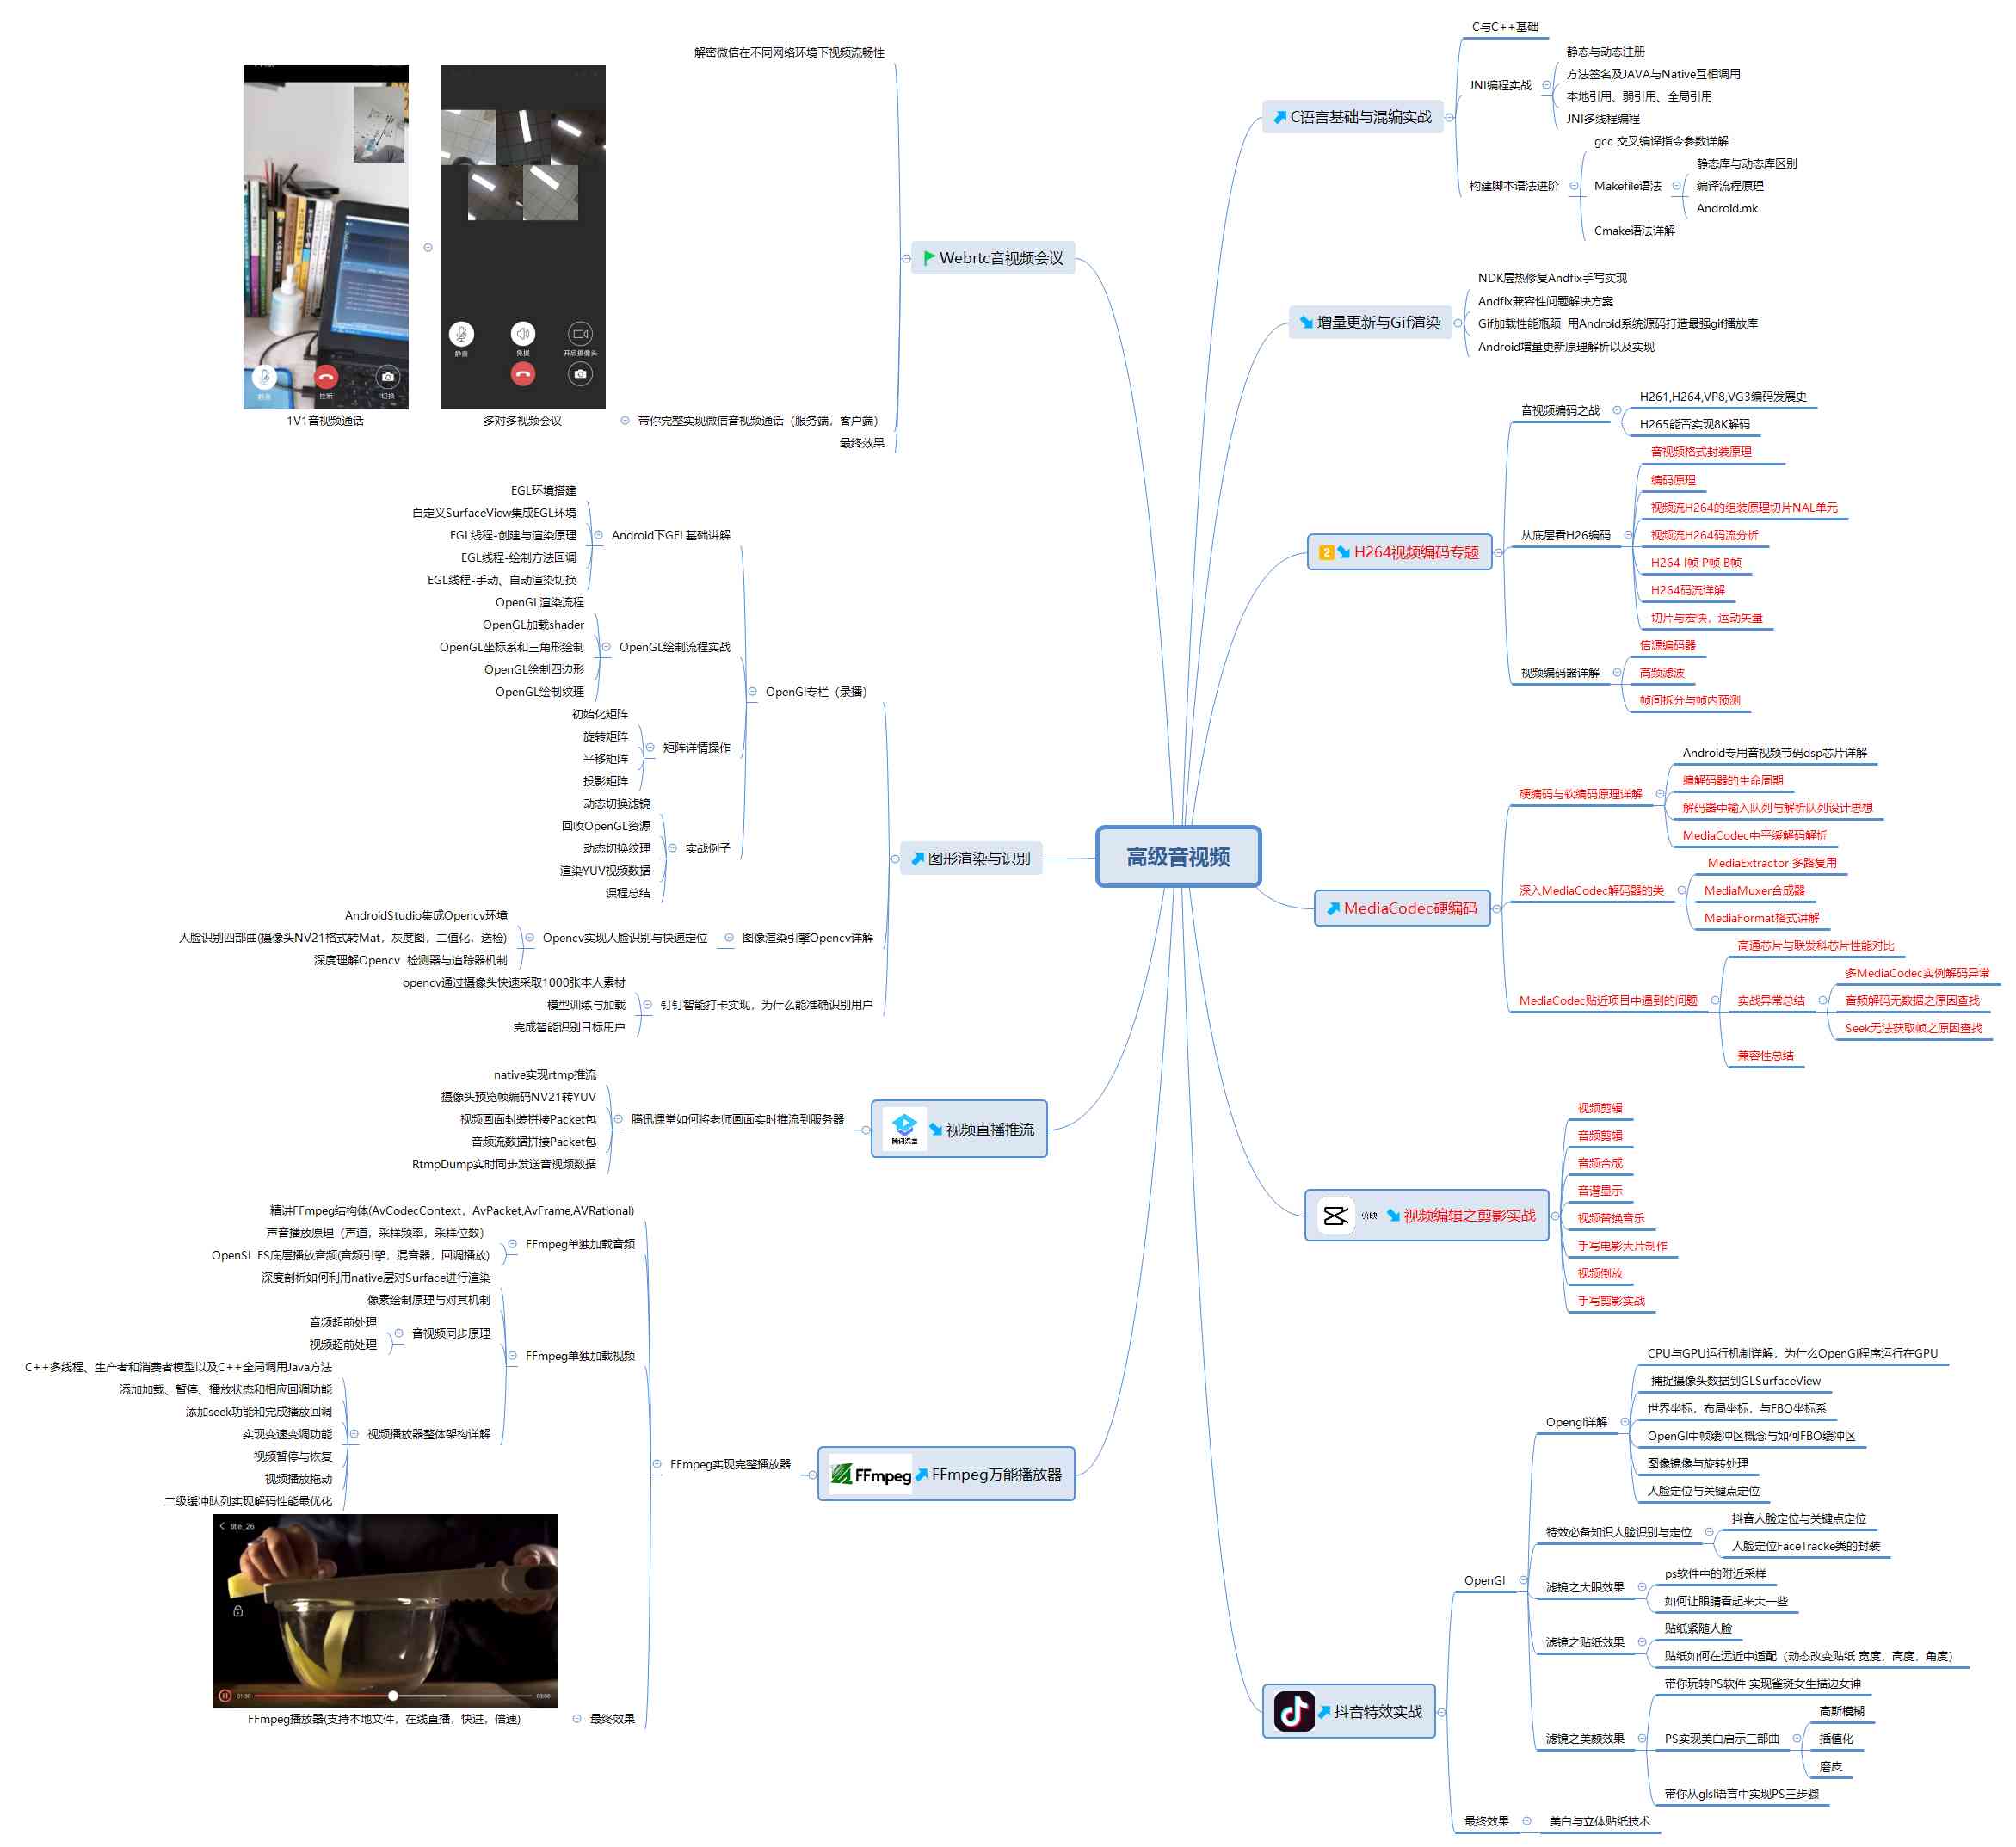 高级音视频
C语言基础与混编实战
C与C++基础
JNI编程实战
静态与动态注册
方法签名及JAVA与Native互相调用
本地引用、弱引用、全局引用
JNI多线程编程
构建脚本语法进阶
gcc 交叉编译指令参数详解
Makefile语法
静态库与动态库区别
编译流程原理
Android.mk
Cmake语法详解
增量更新与Gif渲染
NDK层热修复Andfix手写实现
Andfix兼容性问题解决方案
Gif加载性能瓶颈 用Android系统源码打造最强gif播放库
Android增量更新原理解析以及实现
2 H264视频编码专题
音视频编码之战
H261,H264,VP8,VG3编码发展史
H265能否实现8K解码
从底层看H26编码
音视频格式封装原理
编码原理
视频流H264的组装原理切片NAL单元
视频流H264码流分析
H264 I帧 P帧 B帧
H264码流详解
切片与宏快，运动矢量
视频编码器详解
信源编码器
高频滤波
帧间拆分与帧内预测
MediaCodec硬编码
硬编码与软编码原理详解
Android专用音视频节码dsp芯片详解
编解码器的生命周期
解码器中输入队列与解析队列设计思想
MediaCodec中平缓解码解析
深入MediaCodec解码器的类
MediaExtractor 多路复用
MediaMuxer合成器
MediaFormat格式讲解
MediaCodec贴近项目中遇到的问题
高通芯片与联发科芯片性能对比
实战异常总结
多MediaCodec实例解码异常
音频解码无数据之原因查找
Seek无法获取帧之原因查找
兼容性总结
剪映
视频编辑之剪影实战
视频剪辑
音频剪辑
音频合成
音谱显示
视频替换音乐
手写电影大片制作
视频倒放
手写剪影实战
抖音特效实战
OpenGl
Opengl详解
CPU与GPU运行机制详解，为什么OpenGl程序运行在GPU
捕捉摄像头数据到GLSurfaceView
世界坐标，布局坐标，与FBO坐标系
OpenGl中帧缓冲区概念与如何FBO缓冲区
图像镜像与旋转处理
人脸定位与关键点定位
特效必备知识人脸识别与定位
抖音人脸定位与关键点定位
人脸定位FaceTracke类的封装
滤镜之大眼效果
ps软件中的附近采样
如何让眼睛看起来大一些
滤镜之贴纸效果
贴纸紧随人脸
贴纸如何在远近中适配（动态改变贴纸 宽度，高度，角度）
滤镜之美颜效果
带你玩转PS软件 实现雀斑女生描边女神
PS实现美白启示三部曲
高斯模糊
插值化
磨皮
带你从glsl语言中实现PS三步骤
最终效果
美白与立体贴纸技术
Webrtc音视频会议
解密微信在不同网络环境下视频流畅性
带你完整实现微信音视频通话（服务端，客户端）
最终效果
多对多视频会议
静音
免提
开启摄像头
1V1音视频通话
静音
挂断
切换
图形渲染与识别
OpenGl专栏（录播）
Android下GEL基础讲解
EGL环境搭建
自定义SurfaceView集成EGL环境
EGL线程-创建与渲染原理
EGL线程-绘制方法回调
EGL线程-手动、自动渲染切换
OpenGL绘制流程实战
OpenGL渲染流程
OpenGL加载shader
OpenGL坐标系和三角形绘制
OpenGL绘制四边形
OpenGL绘制纹理
矩阵详情操作
初始化矩阵
旋转矩阵
平移矩阵
投影矩阵
实战例子
动态切换滤镜
回收OpenGL资源
动态切换纹理
渲染YUV视频数据
课程总结
图像渲染引擎Opencv详解
Opencv实现人脸识别与快速定位
AndroidStudio集成Opencv环境
人脸识别四部曲(摄像头NV21格式转Mat，灰度图，二值化，送检)
深度理解Opencv 检测器与追踪器机制
钉钉智能打卡实现，为什么能准确识别用户
opencv通过摄像头快速采取1000张本人素材
模型训练与加载
完成智能识别目标用户
腾讯课堂
视频直播推流
腾讯课堂如何将老师画面实时推流到服务器
native实现rtmp推流
摄像头预览帧编码NV21转YUV
视频画面封装拼接Packet包
音频流数据拼接Packet包
RtmpDump实时同步发送音视频数据
FFmpeg FFmpeg万能播放器
FFmpeg实现完整播放器
精讲FFmpeg结构体(AvCodecContext，AvPacket,AvFrame,AVRational)
FFmpeg单独加载音频
声音播放原理（声道，采样频率，采样位数）
OpenSL ES底层播放音频(音频引擎，混音器，回调播放)
FFmpeg单独加载视频
深度剖析如何利用native层对Surface进行渲染
像素绘制原理与对其机制
音视频同步原理
音频超前处理
视频超前处理
视频播放器整体架构详解
C++多线程、生产者和消费者模型以及C++全局调用Java方法
添加加载、暂停、播放状态和相应回调功能
添加seek功能和完成播放回调
实现变速变调功能
视频暂停与恢复
视频播放拖动
二级缓冲队列实现解码性能最优化
最终效果
title_26
01:30
03:00
FFmpeg播放器(支持本地文件，在线直播，快进，倍速)